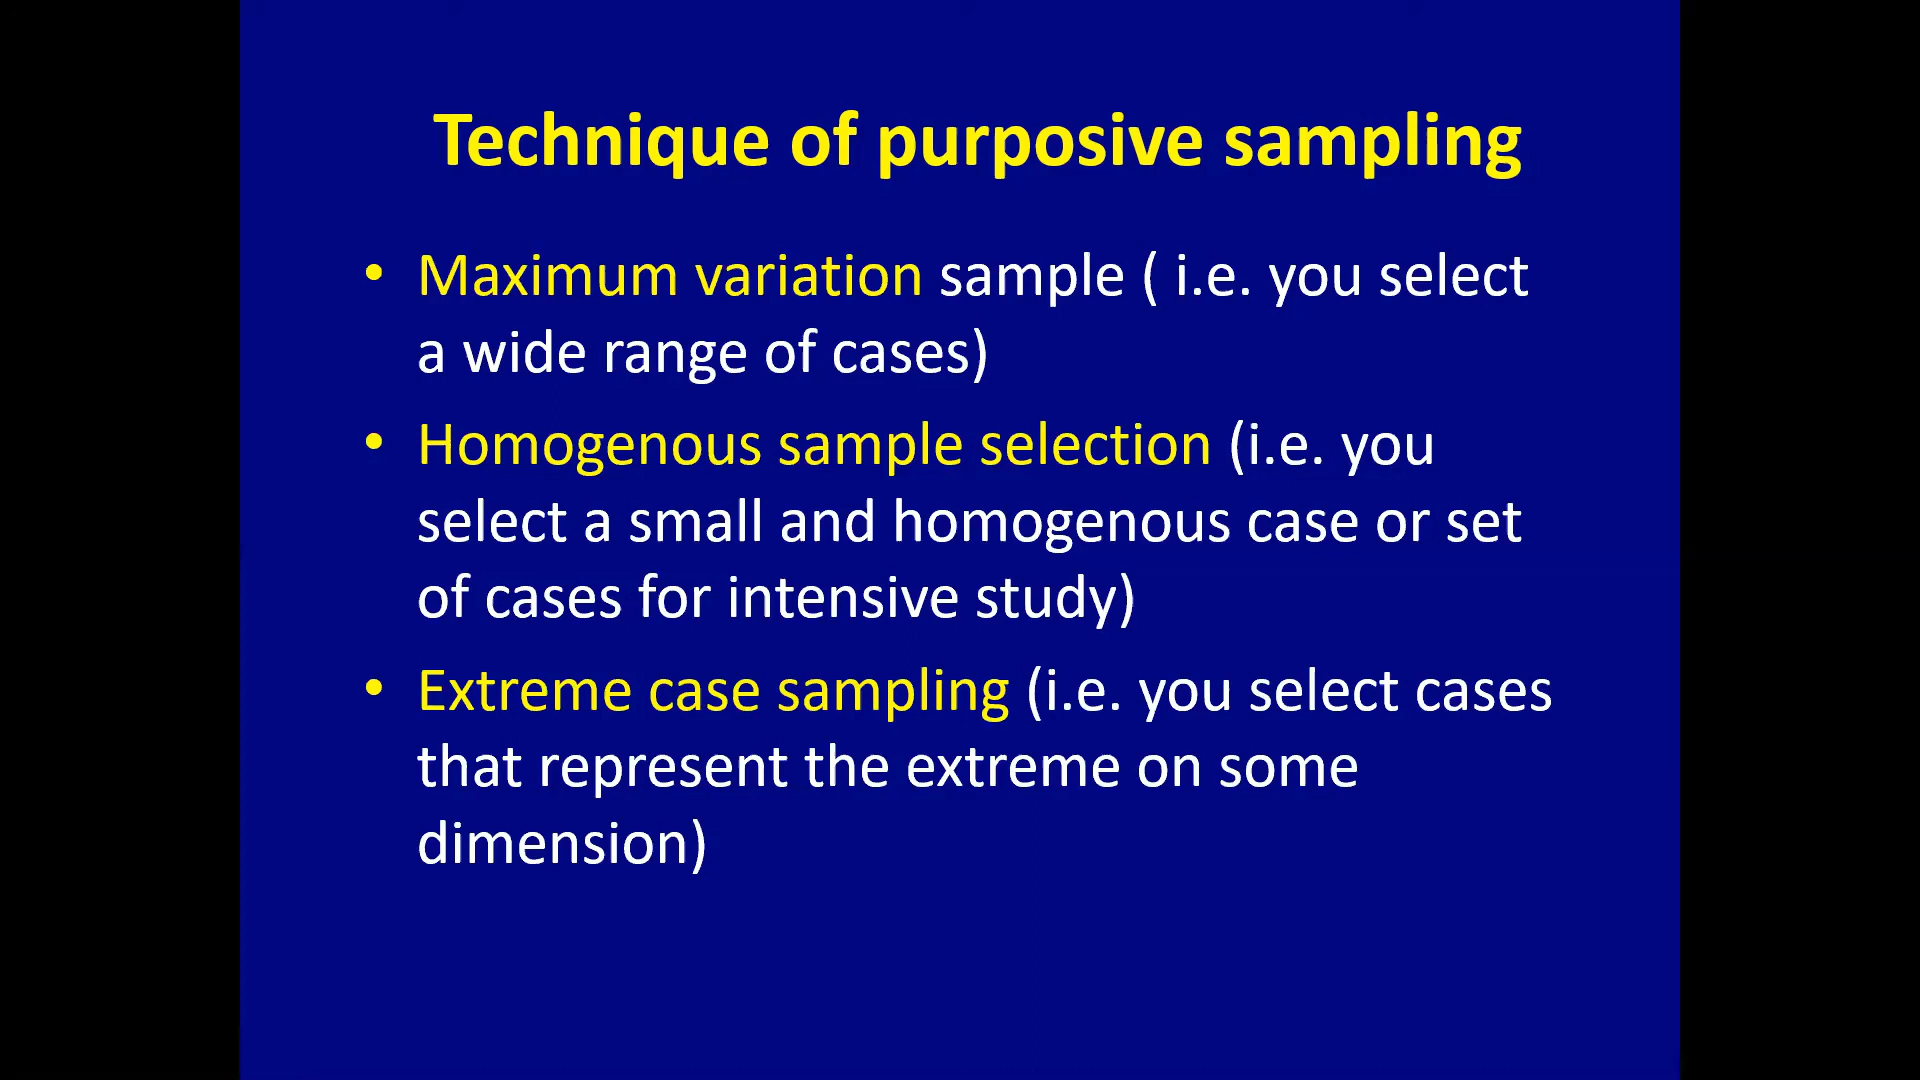 Technique of purposive sampling
• Maximum variation sample ( i.e. you select
a wide range of cases)
• Homogenous sample selection (i.e. you
select a small and homogenous case or set
of cases for intensive study)
• Extreme case sampling (i.e. you select cases
that represent the extreme on some
dimension)